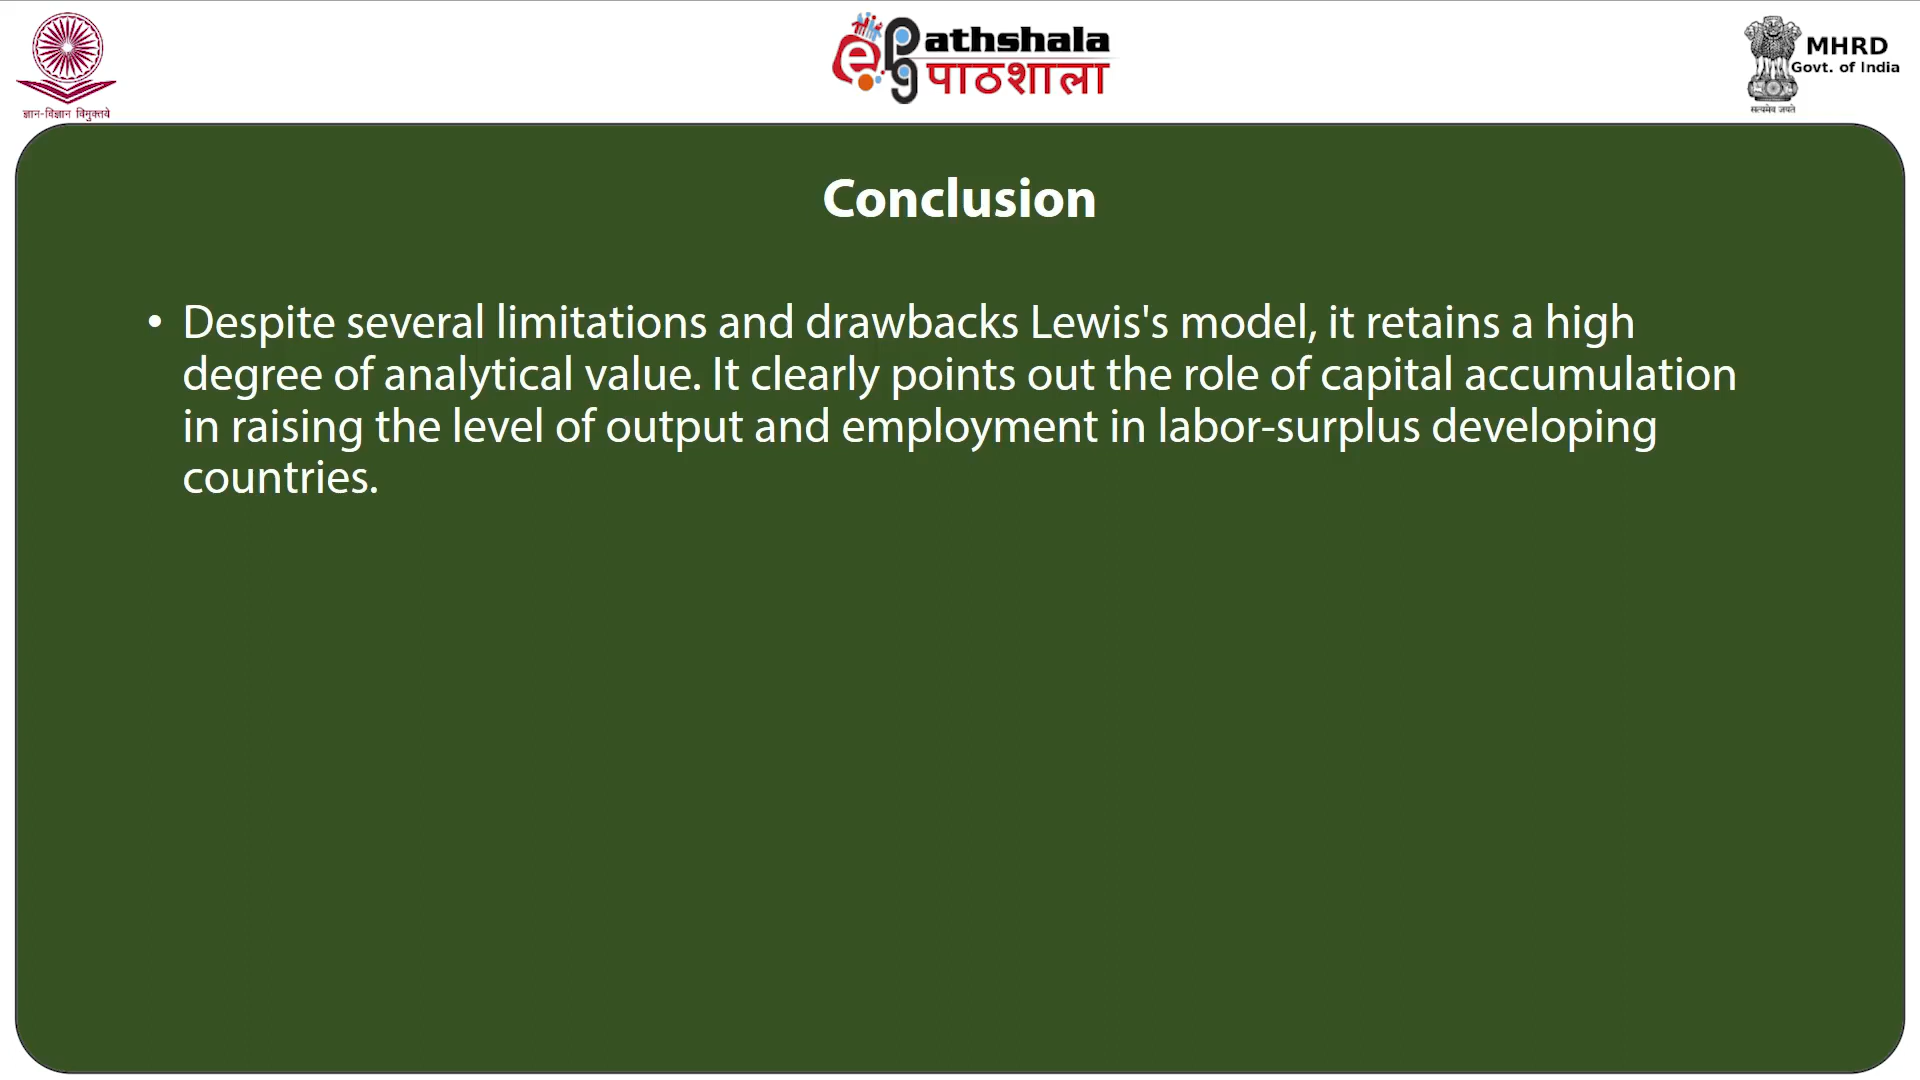 ज्ञान-विज्ञान विमुक्तये
e Pg athshala
पाठशाला
MHRD
Govt. of India
सत्यमेव जयते
Conclusion
• Despite several limitations and drawbacks Lewis's model, it retains a high
degree of analytical value. It clearly points out the role of capital accumulation
in raising the level of output and employment in labor-surplus developing
countries.